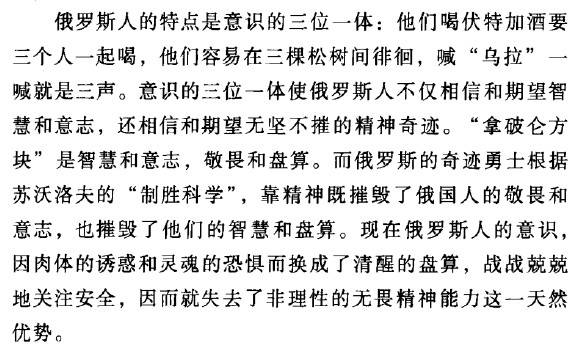 俄罗斯人的特点是意识的三位一体：他们喝伏特加酒要
三个人一起喝，他们容易在三棵松树间徘徊，喊“乌拉”一
喊就是三声。意识的三位一体使俄罗斯人不仅相信和期望智
慧和意志，还相信和期望无坚不摧的精神奇迹。“拿破仑方
块”是智慧和意志，敬畏和盘算。而俄罗斯的奇迹勇士根据
苏沃洛夫的“制胜科学”，靠精神既摧毁了俄国人的敬畏和
意志，也摧毁了他们的智慧和盘算。现在俄罗斯人的意识，
因肉体的诱惑和灵魂的恐惧而换成了清醒的盘算，战战兢兢
地关注安全，因而就失去了非理性的无畏精神能力这一天然
优势。